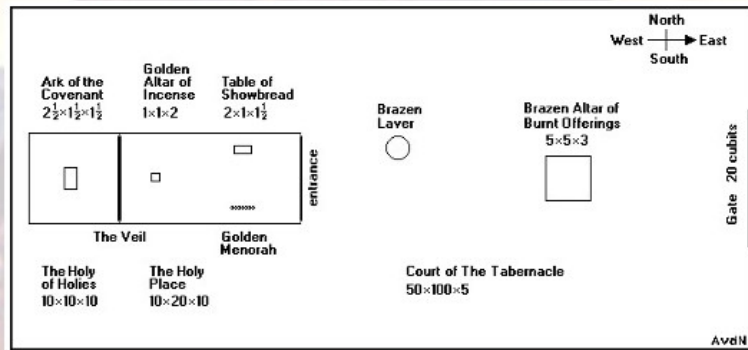 North
West East
South
Ark of the
Covenant
2½×1½×1½
Golden
Altar of
Incense
1×1×2
Table of
Showbread
2×1×1½
Brazen
Laver
Brazen Altar of
Burnt Offerings
5×5×3
entrance
Gate 20 cubits
The Veil
Golden
Menorah
The Holy
of Holies
10×10×10
The Holy
Place
10×20×10
Court of The Tabernacle
50×100×5
AvdN